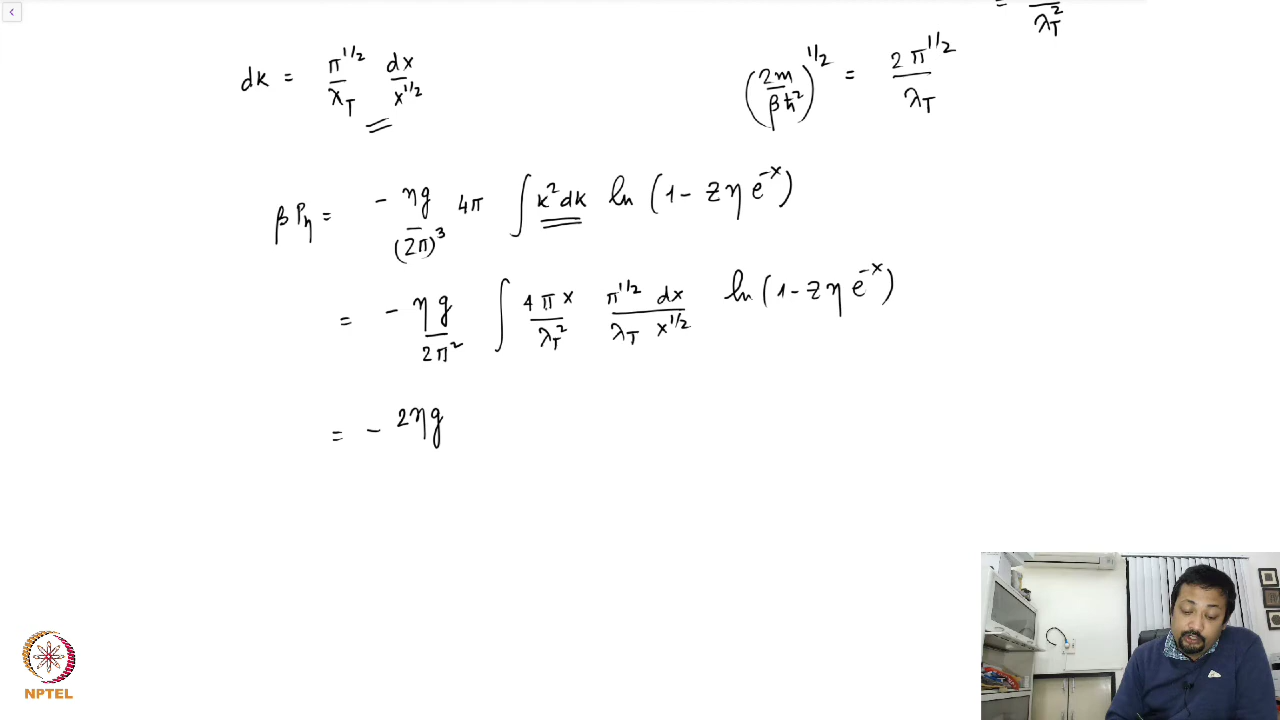 = ― / λ_T²
dk = π^{1/2}/λ_T dx/x^{1/2}
(2m/βħ²)^{1/2} = 2π^{1/2}/λ_T
βP_η = - ηg/(2π)³ 4π ∫ k²dk ln (1 - zη e^{-x})
= - ηg/2π² ∫ 4πx/λ_T² π^{1/2} dx/λ_T x^{1/2} ln (1 - zη e^{-x})
= - 2ηg
NPTEL